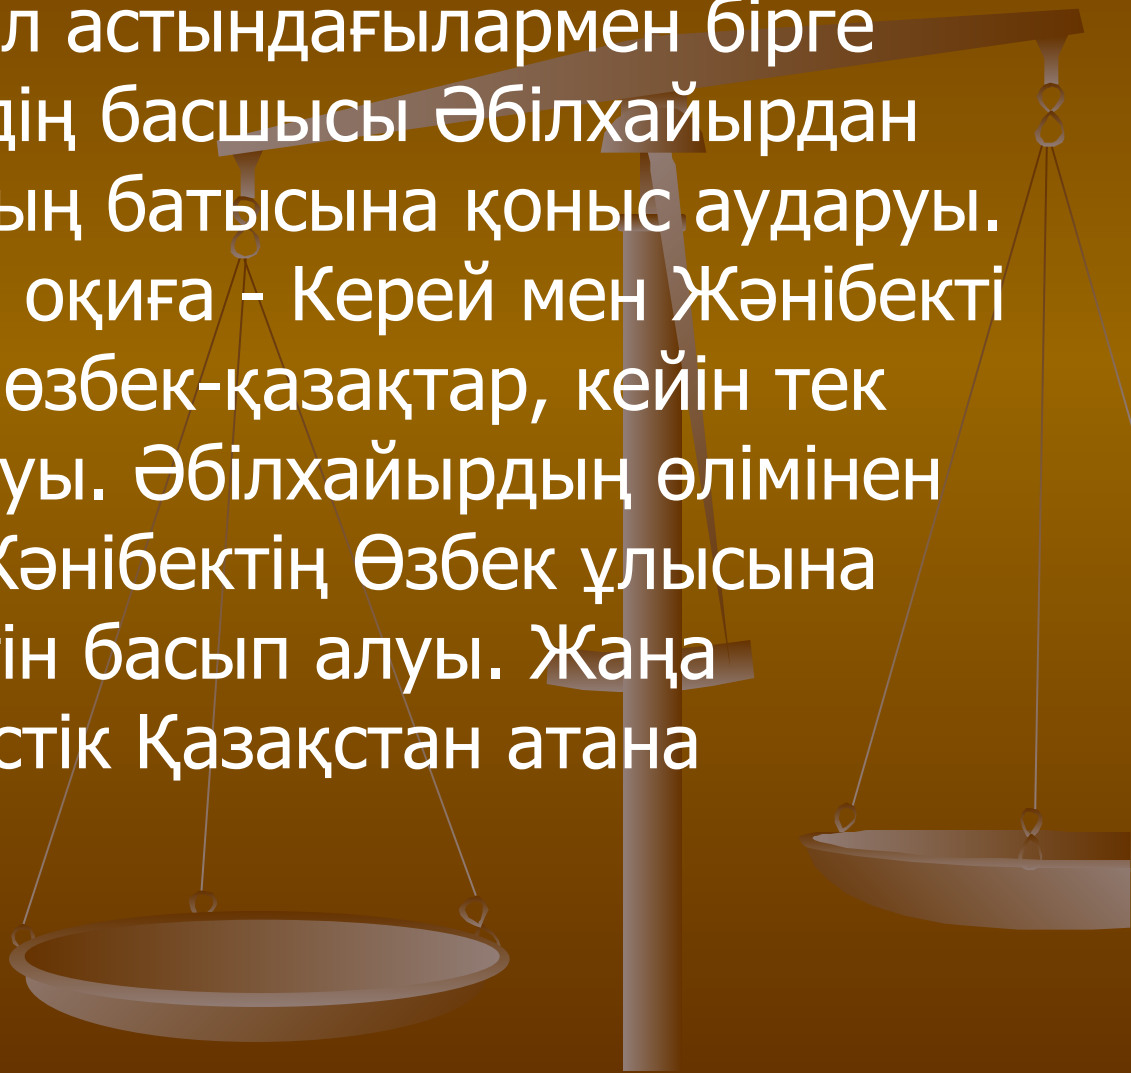 л астындағылармен бірге
дің басшысы Әбілхайырдан
ың батысына қоныс аударуы.
оқиға - Керей мен Жәнібекті
өзбек-қазақтар, кейін тек
уы. Әбілхайырдың өлімінен
Жәнібектің Өзбек ұлысына
ін басып алуы. Жаңа
стік Қазақстан атана